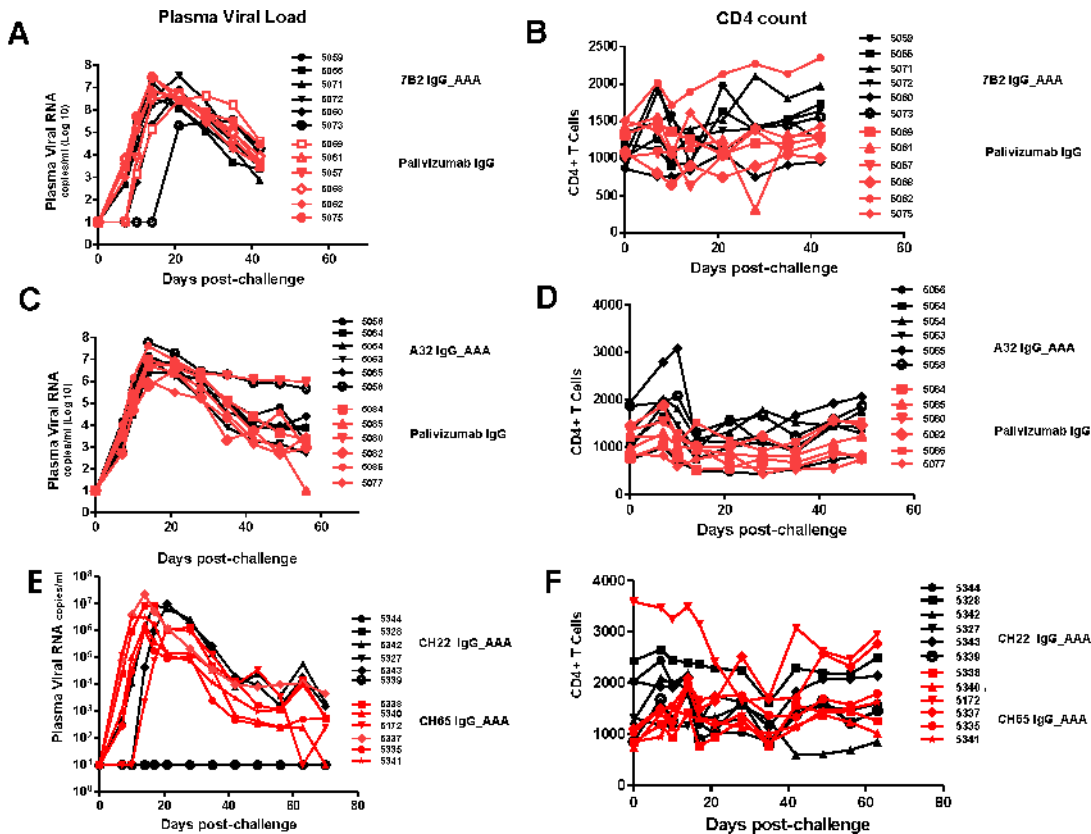 Plasma Viral Load
CD4 count
A
Plasma Viral RNA
copies/ml (Log 10)
8
7
6
5
4
3
2
1
0
0 20 40 60
Days post-challenge
5059
5071
5072
5060
5073
5069
5061
5057
5068
5062
5075
7B2 IgG_AAA
Palivizumab IgG
B
CD4+ T Cells
2500
2000
1500
1000
500
0
0 20 40 60
Days post-challenge
5059
5071
5072
5060
5073
5069
5061
5057
5068
5062
5075
7B2 IgG_AAA
Palivizumab IgG
C
Plasma Viral RNA
copies/ml (Log 10)
8
7
6
5
4
3
2
1
0
0 20 40 60
Days post-challenge
A32 IgG_AAA
Palivizumab IgG
D
CD4+ T Cells
4000
3000
2000
1000
0
0 20 40 60
Days post-challenge
A32 IgG_AAA
Palivizumab IgG
E
Plasma Viral RNA copies/ml
10⁷
10⁶
10⁵
10⁴
10³
10²
10¹
10⁰
0 20 40 60 80
Days post-challenge
5344
5328
5342
5327
5343
5339
5338
5340
5172
5337
5335
5341
CH22 IgG_AAA
CH65 IgG_AAA
F
CD4+ T Cells
4000
3000
2000
1000
0
0 20 40 60 80
Days post-challenge
5344
5328
5342
5327
5343
5339
5338
5340
5172
5337
5335
5341
CH22 IgG_AAA
CH65 IgG_AAA